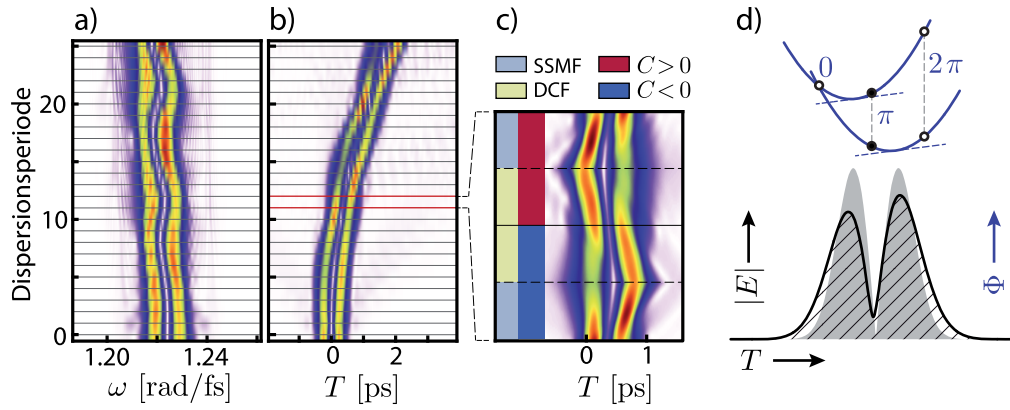 a)
b)
c)
d)
SSMF
C > 0
DCF
C < 0
Dispersionsperiode
20
10
0
1.20
1.24
ω [rad/fs]
0
2
T [ps]
0
1
T [ps]
0
π
2π
|E|
Φ
T